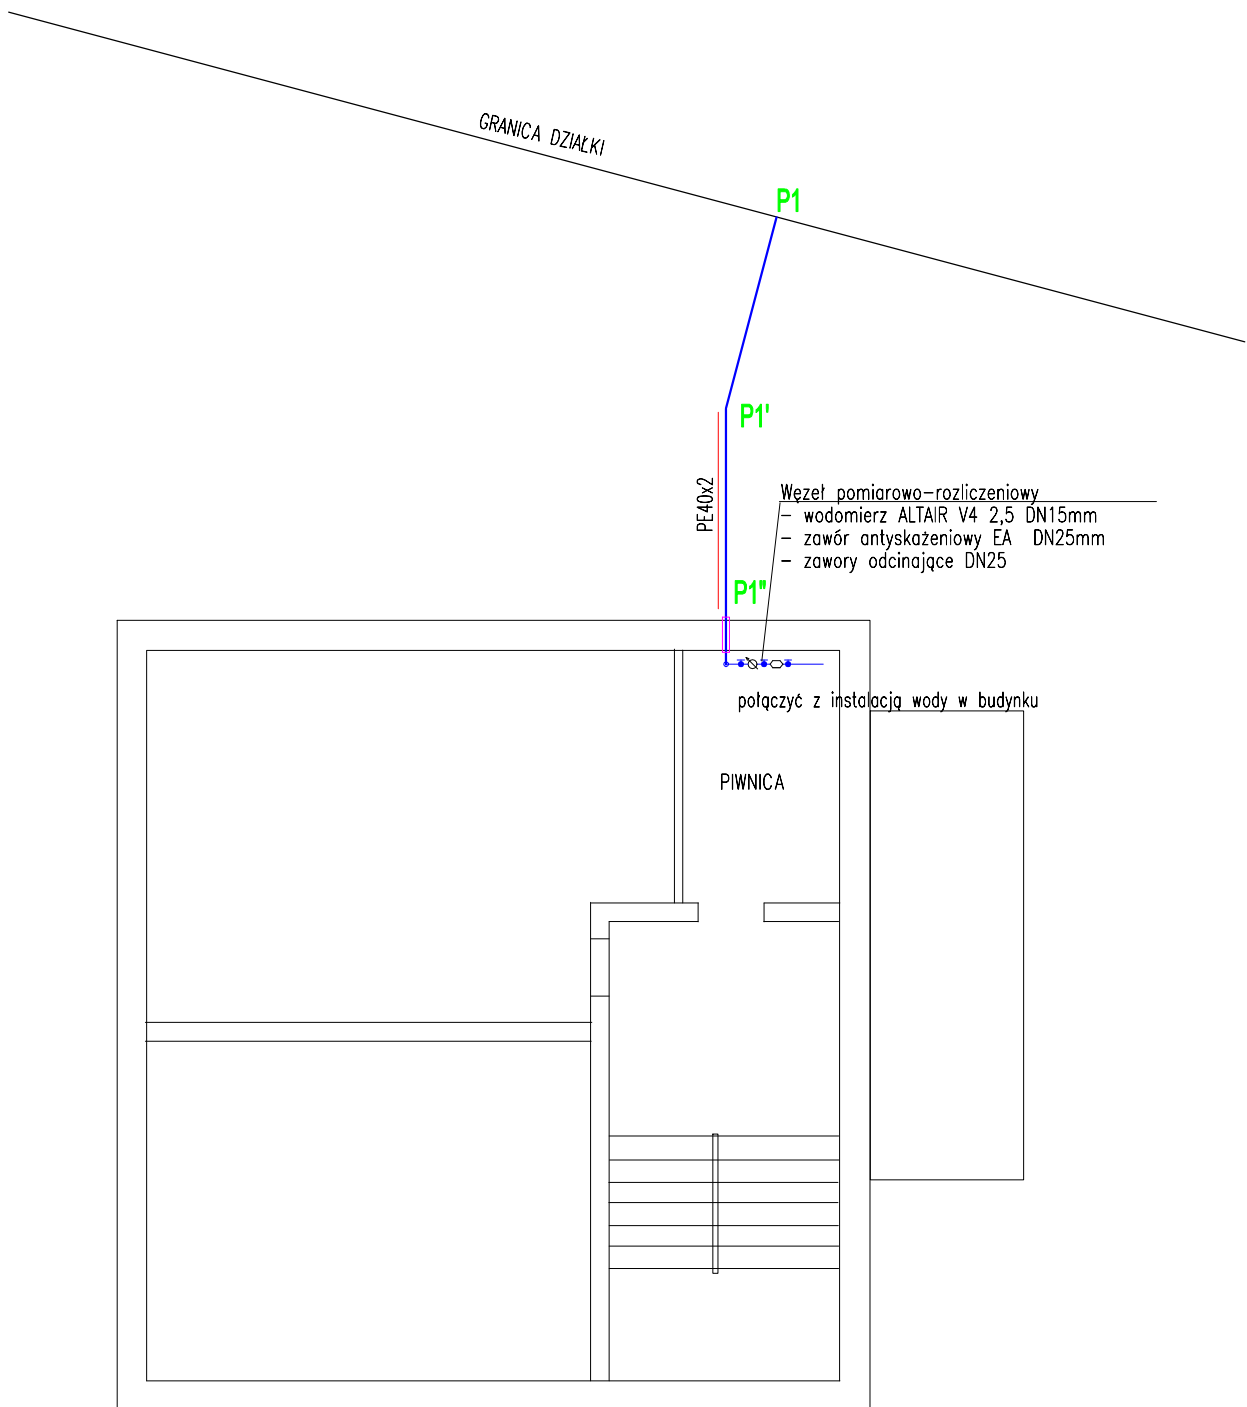 GRANICA DZIAŁKI
P1
P1'
PE40x2
Węzeł pomiarowo-rozliczeniowy
- wodomierz ALTAIR V4 2,5 DN15mm
- zawór antyskażeniowy EA DN25mm
- zawory odcinające DN25
P1"
połączyć z instalacją wody w budynku
PIWNICA